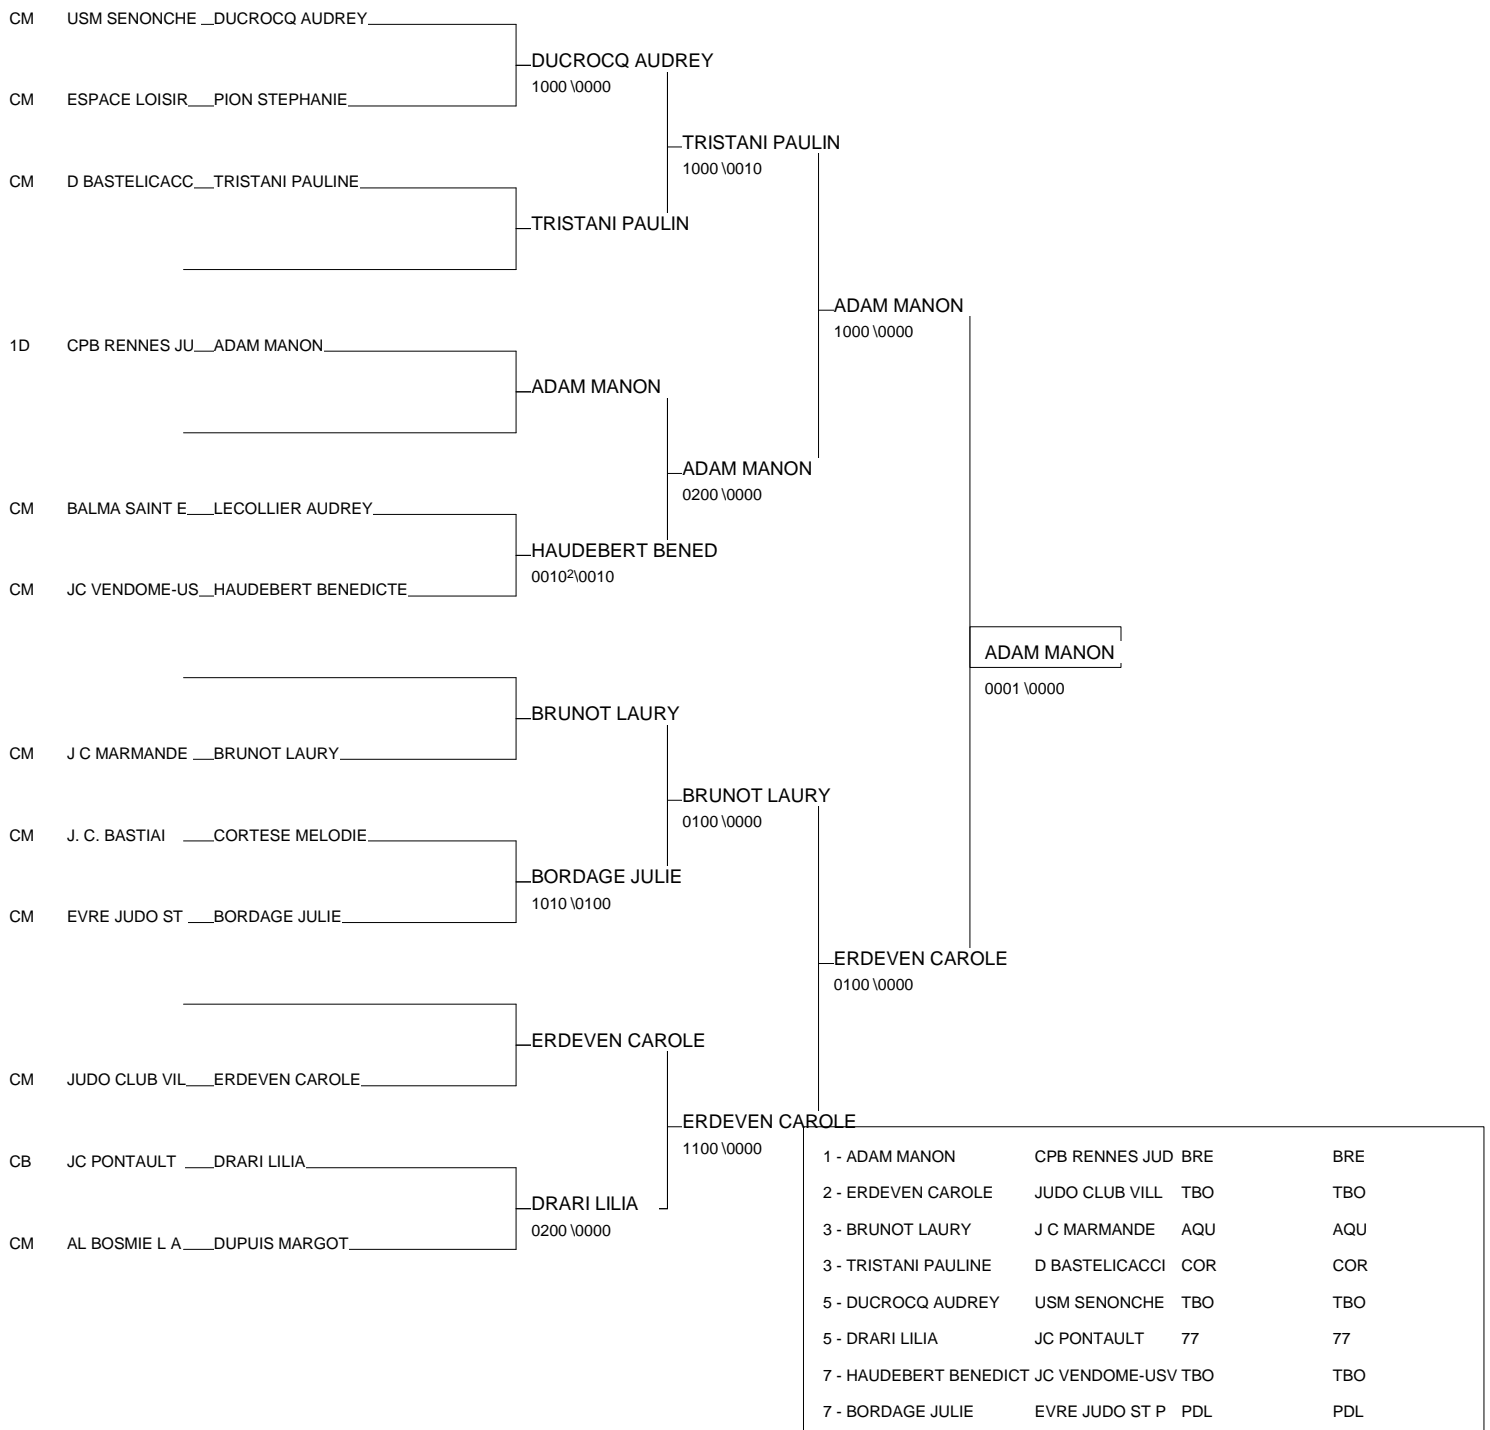 CM USM SENONCHE DUCROCQ AUDREY
DUCROCQ AUDREY
1000 \0000
CM ESPACE LOISIR PION STEPHANIE
TRISTANI PAULIN
1000 \0010
CM D BASTELICACC TRISTANI PAULINE
TRISTANI PAULIN
ADAM MANON
1000 \0000
1D CPB RENNES JU ADAM MANON
ADAM MANON
ADAM MANON
0200 \0000
CM BALMA SAINT E LECOLLIER AUDREY
HAUDEBERT BENED
0010²\0010
CM JC VENDOME-US HAUDEBERT BENEDICTE
ADAM MANON
0001 \0000
BRUNOT LAURY
CM J C MARMANDE BRUNOT LAURY
BRUNOT LAURY
0100 \0000
CM J. C. BASTIAI CORTESE MELODIE
BORDAGE JULIE
1010 \0100
CM EVRE JUDO ST BORDAGE JULIE
ERDEVEN CAROLE
0100 \0000
ERDEVEN CAROLE
CM JUDO CLUB VIL ERDEVEN CAROLE
ERDEVEN CAROLE
1100 \0000
CB JC PONTAULT DRARI LILIA
DRARI LILIA
0200 \0000
CM AL BOSMIE L A DUPUIS MARGOT
1 - ADAM MANON CPB RENNES JUD BRE BRE
2 - ERDEVEN CAROLE JUDO CLUB VILL TBO TBO
3 - BRUNOT LAURY J C MARMANDE AQU AQU
3 - TRISTANI PAULINE D BASTELICACCI COR COR
5 - DUCROCQ AUDREY USM SENONCHE TBO TBO
5 - DRARI LILIA JC PONTAULT 77 77
7 - HAUDEBERT BENEDICT JC VENDOME-USV TBO TBO
7 - BORDAGE JULIE EVRE JUDO ST P PDL PDL